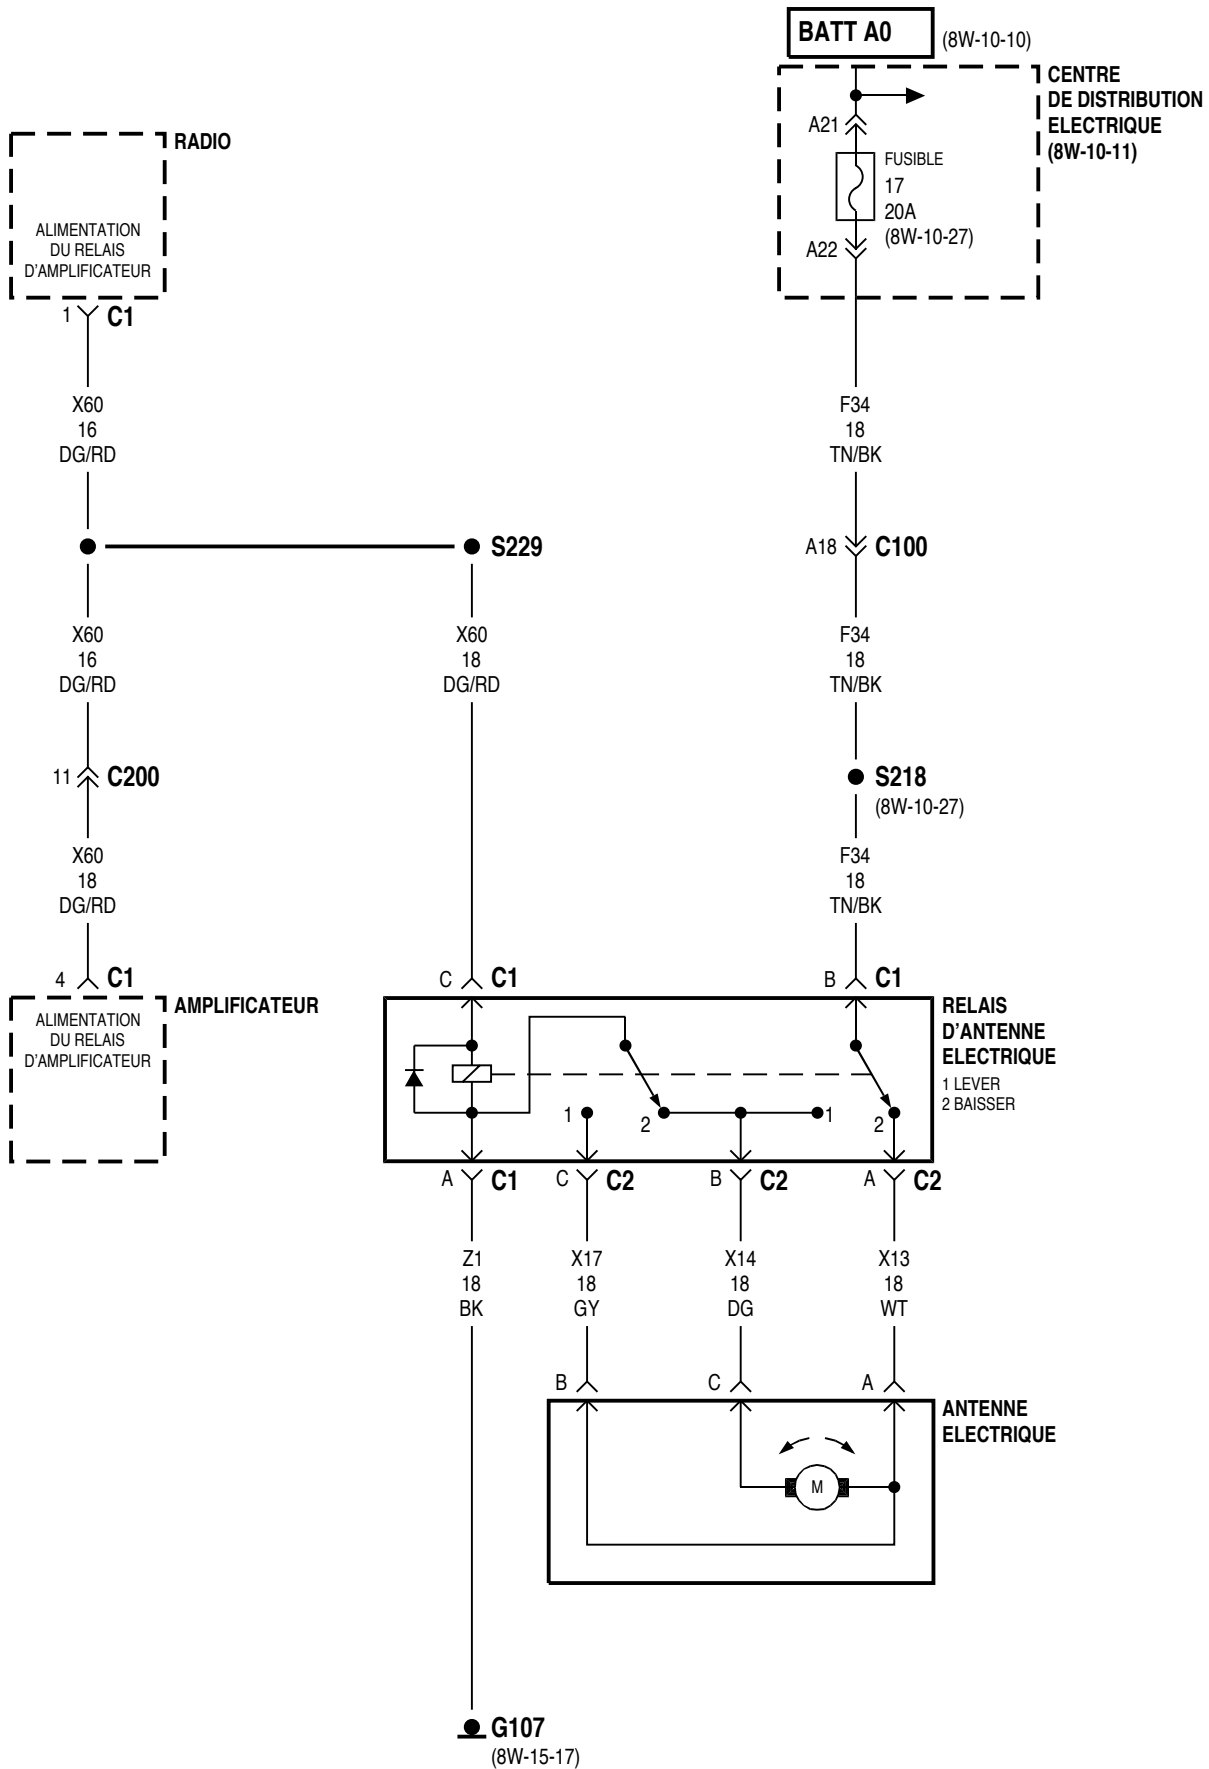 BATT A0
(8W-10-10)
CENTRE
DE DISTRIBUTION
ELECTRIQUE
(8W-10-11)
A21
FUSIBLE
17
20A
(8W-10-27)
A22
RADIO
ALIMENTATION
DU RELAIS
D'AMPLIFICATEUR
1 C1
X60
16
DG/RD
F34
18
TN/BK
S229
A18 C100
X60
16
DG/RD
X60
18
DG/RD
F34
18
TN/BK
11 C200
S218
(8W-10-27)
X60
18
DG/RD
F34
18
TN/BK
4 C1
C C1
B C1
AMPLIFICATEUR
ALIMENTATION
DU RELAIS
D'AMPLIFICATEUR
RELAIS
D'ANTENNE
ELECTRIQUE
1 LEVER
2 BAISSER
1 2 1 2
A C1
C C2
B C2
A C2
Z1
18
BK
X17
18
GY
X14
18
DG
X13
18
WT
B C A
ANTENNE
ELECTRIQUE
M
G107
(8W-15-17)